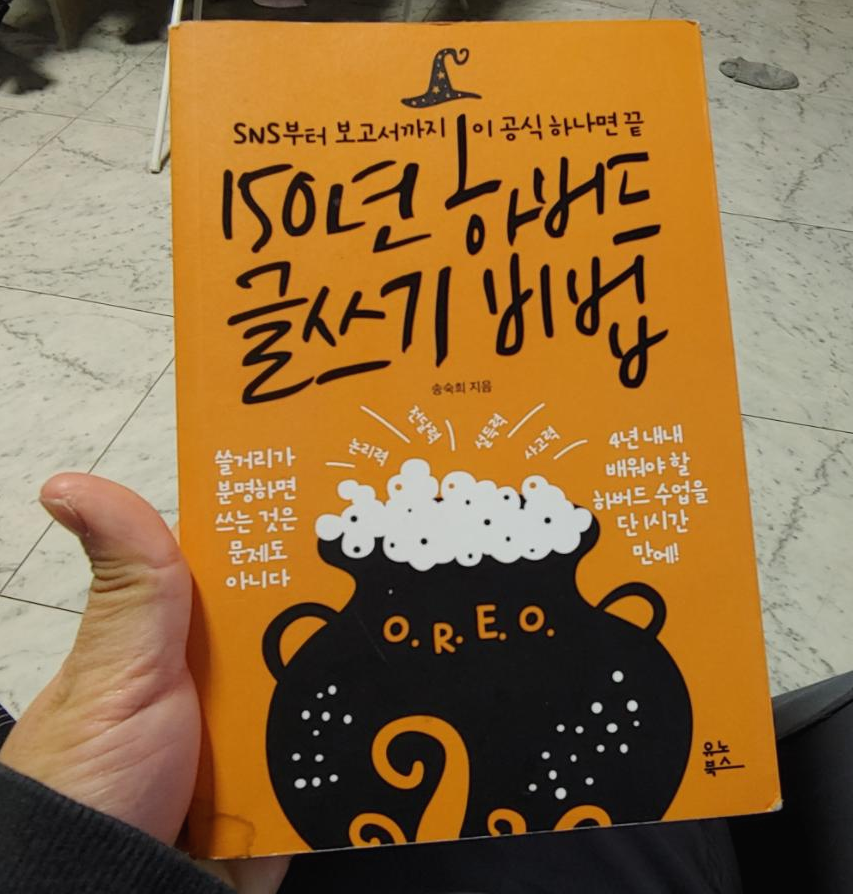 SNS부터 보고서까지 이 공식 하나면 끝
150년 하버드
글쓰기 비법
송숙희 지음
논리력
전달력
설득력
사고력
쓸거리가
분명하면
쓰는 것은
문제도
아니다
4년 내내
배워야 할
하버드 수업을
단 1시간
만에!
O.R.E.O.
유노
북스